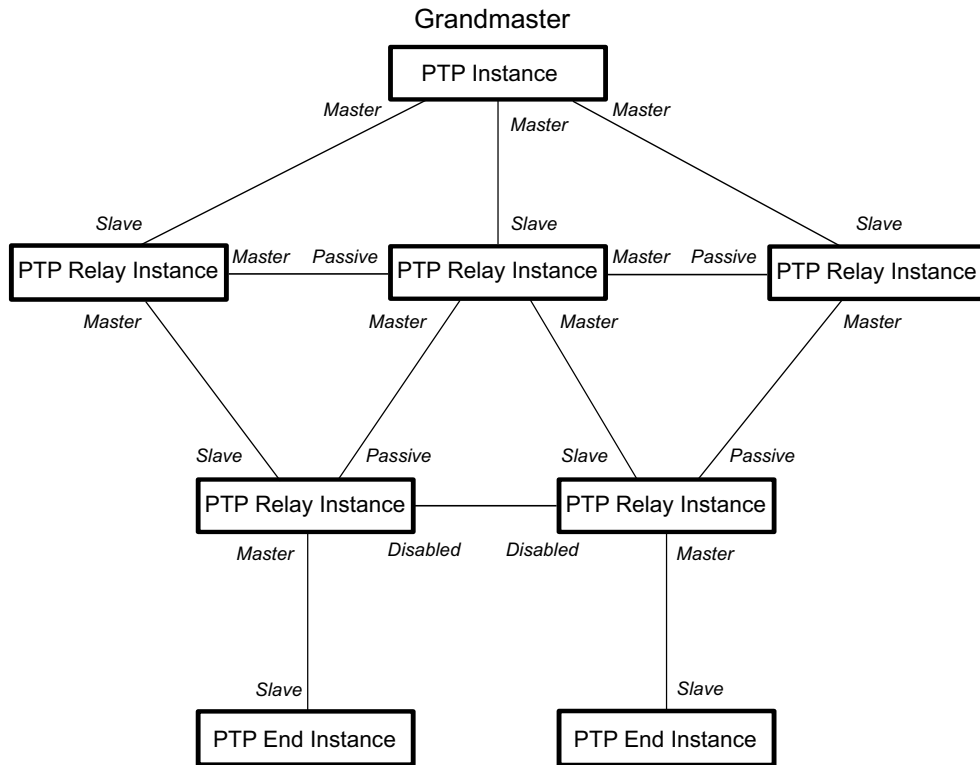 Grandmaster
PTP Instance
Master
Master
Master
Slave
Slave
Slave
PTP Relay Instance
Master
Passive
PTP Relay Instance
Master
Passive
PTP Relay Instance
Master
Master
Master
Master
Slave
Passive
Slave
Passive
PTP Relay Instance
PTP Relay Instance
Master
Disabled
Disabled
Master
Slave
Slave
PTP End Instance
PTP End Instance